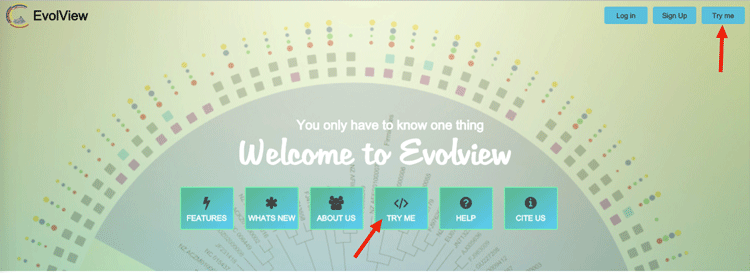 EvolView
Log in
Sign Up
Try me
You only have to know one thing
Welcome to Evolview
FEATURES
WHATS NEW
ABOUT US
TRY ME
HELP
CITE US